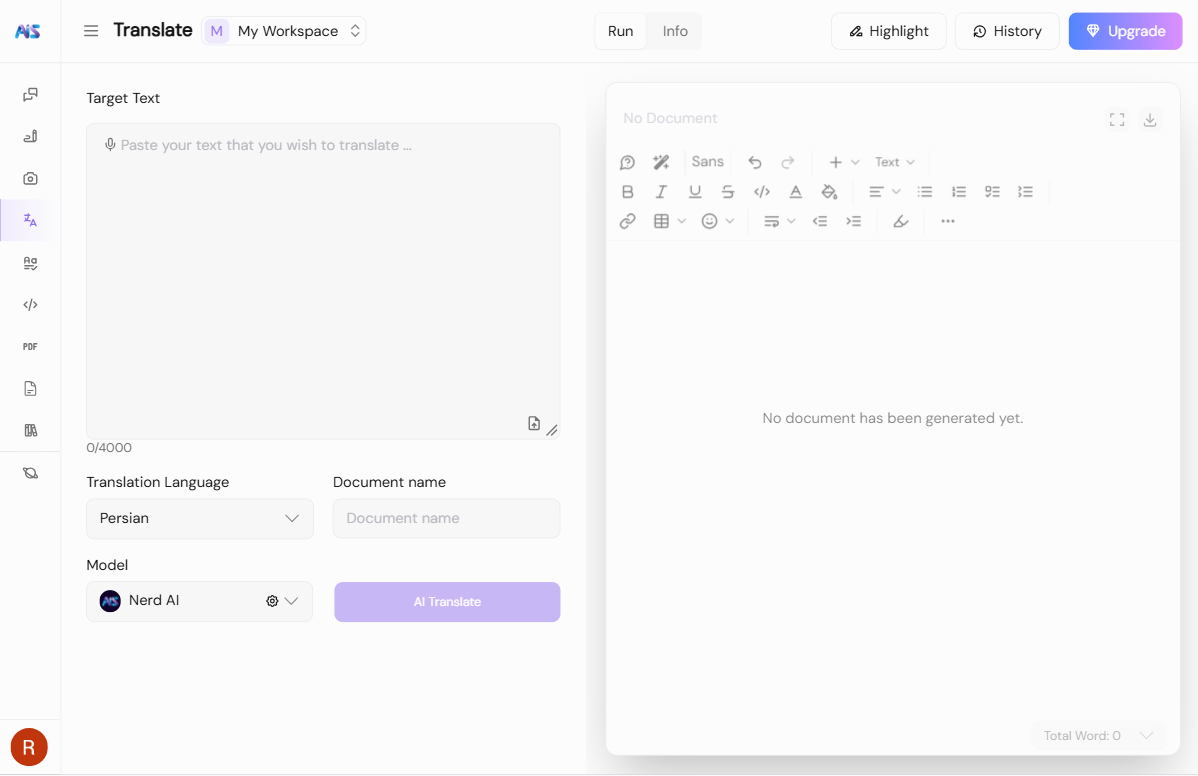 AIS
Translate
M My Workspace
Run
Info
Highlight
History
Upgrade
Target Text
Paste your text that you wish to translate ...
0/4000
Translation Language
Persian
Document name
Document name
Model
AIS Nerd AI
AI Translate
PDF
R
No Document
Sans
Text
No document has been generated yet.
Total Word: 0